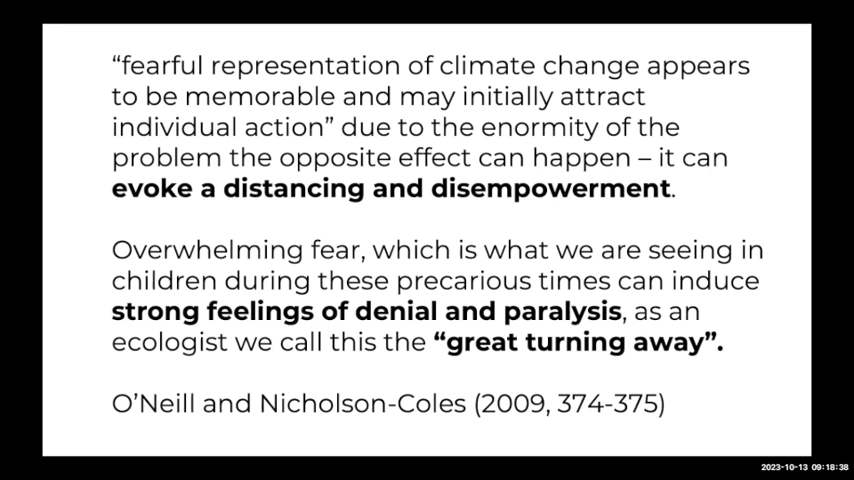 “fearful representation of climate change appears
to be memorable and may initially attract
individual action” due to the enormity of the
problem the opposite effect can happen – it can
evoke a distancing and disempowerment.
Overwhelming fear, which is what we are seeing in
children during these precarious times can induce
strong feelings of denial and paralysis, as an
ecologist we call this the “great turning away”.
O’Neill and Nicholson-Coles (2009, 374-375)
2023-10-13 09:18:38